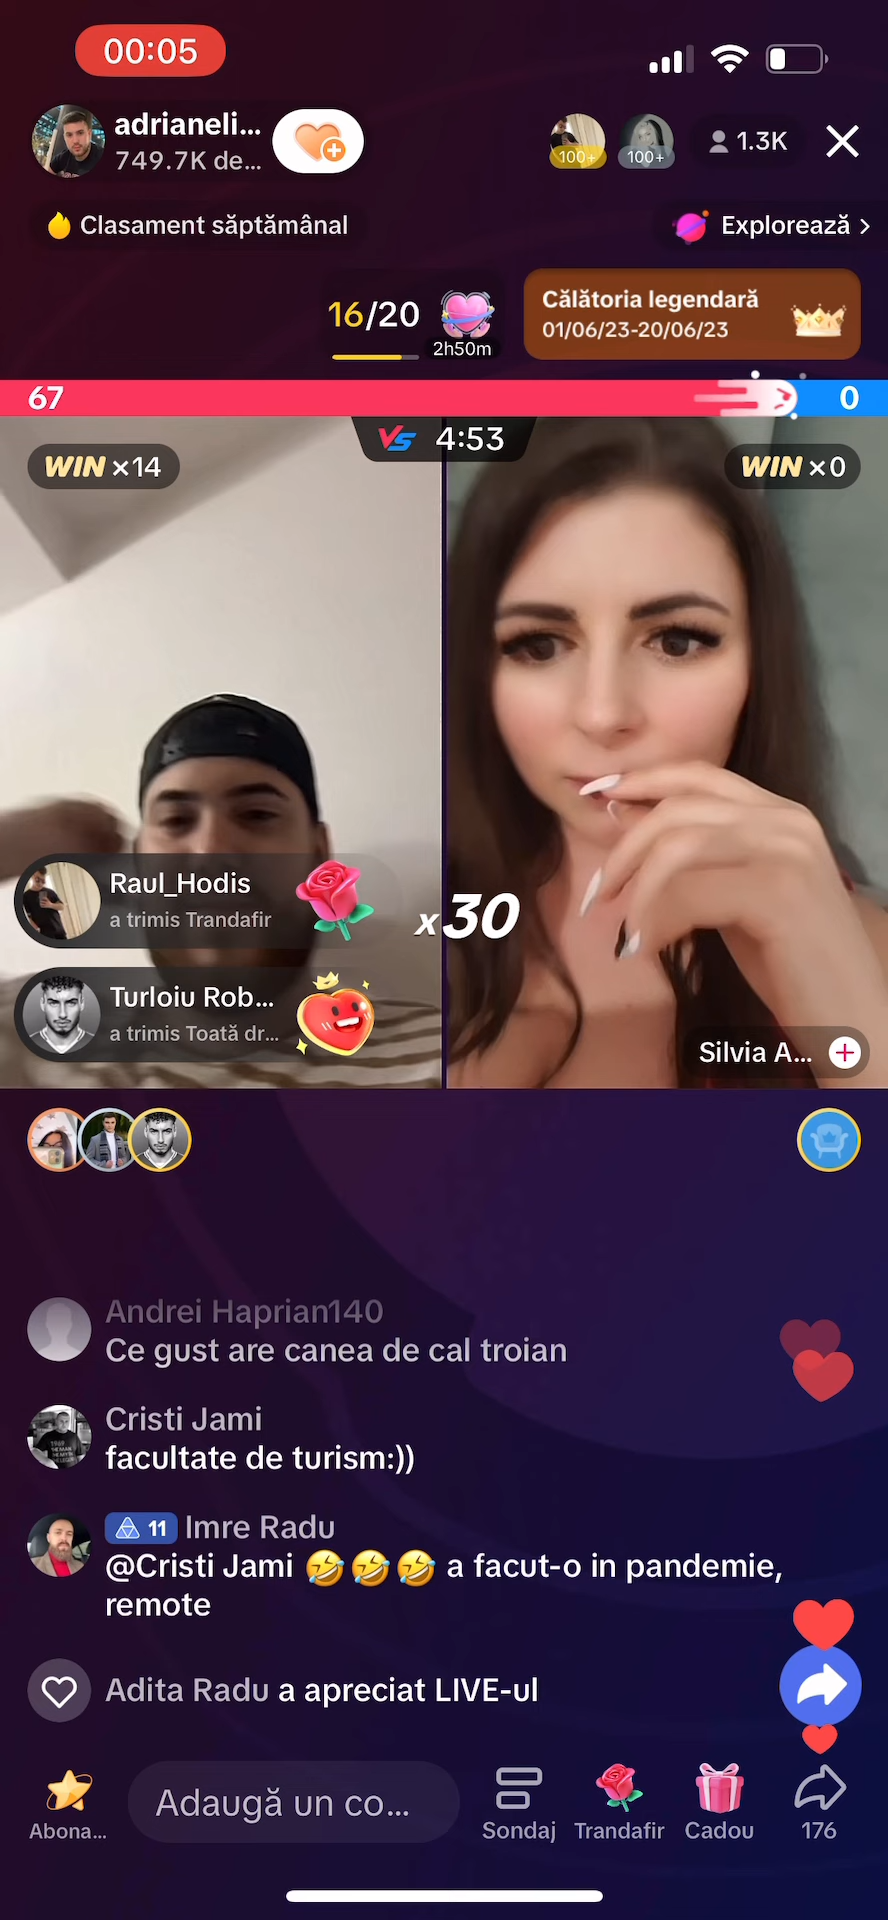 00:05
adrianeli...
749.7K de...
100+
100+
1.3K
Clasament săptămânal
Explorează >
16/20
2h50m
Călătoria legendară
01/06/23-20/06/23
67
0
VS 4:53
WIN ×14
WIN ×0
Raul_Hodis
a trimis Trandafir
x30
Turloiu Rob...
a trimis Toată dr...
Silvia A...
Andrei Haprian140
Ce gust are canea de cal troian
Cristi Jami
facultate de turism:))
11 Imre Radu
@Cristi Jami 🤣🤣🤣 a facut-o in pandemie,
remote
Adita Radu a apreciat LIVE-ul
Adaugă un co...
Abona...
Sondaj
Trandafir
Cadou
176